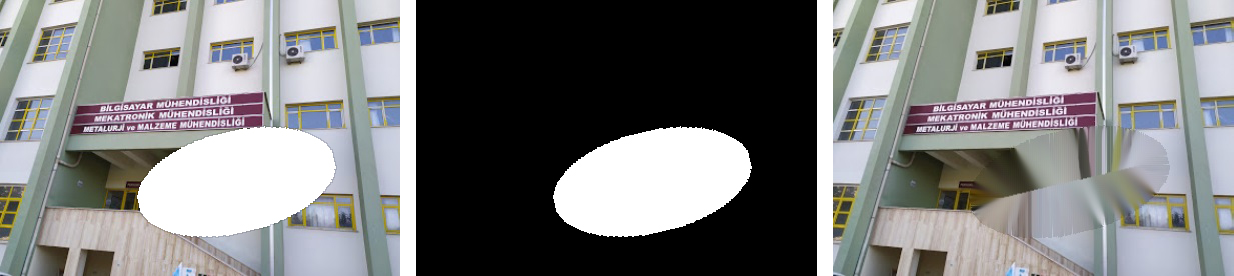 BİLGİSAYAR MÜHENDİSLİĞİ
MEKATRONİK MÜHENDİSLİĞİ
METALURJİ ve MALZEME MÜHENDİSLİĞİ
BİLGİSAYAR MÜHENDİSLİĞİ
MEKATRONİK MÜHENDİSLİĞİ
METALURJİ ve MALZEME MÜHENDİSLİĞİ